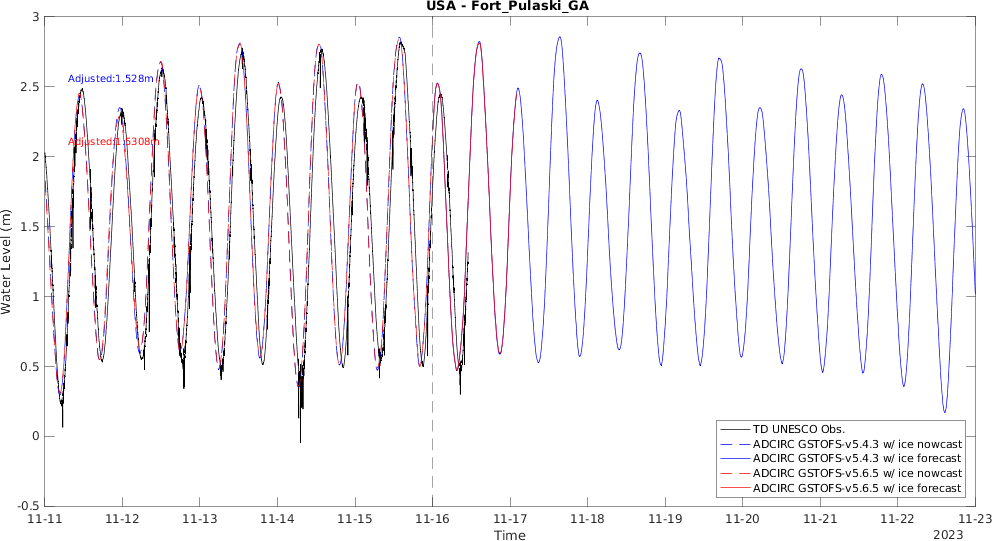 USA - Fort_Pulaski_GA
3
2.5
2
1.5
1
0.5
0
-0.5
Water Level (m)
Adjusted:1.528m
Adjusted:1.5308m
TD UNESCO Obs.
ADCIRC GSTOFS-v5.4.3 w/ ice nowcast
ADCIRC GSTOFS-v5.4.3 w/ ice forecast
ADCIRC GSTOFS-v5.6.5 w/ ice nowcast
ADCIRC GSTOFS-v5.6.5 w/ ice forecast
11-11 11-12 11-13 11-14 11-15 11-16 11-17 11-18 11-19 11-20 11-21 11-22 11-23
Time
2023